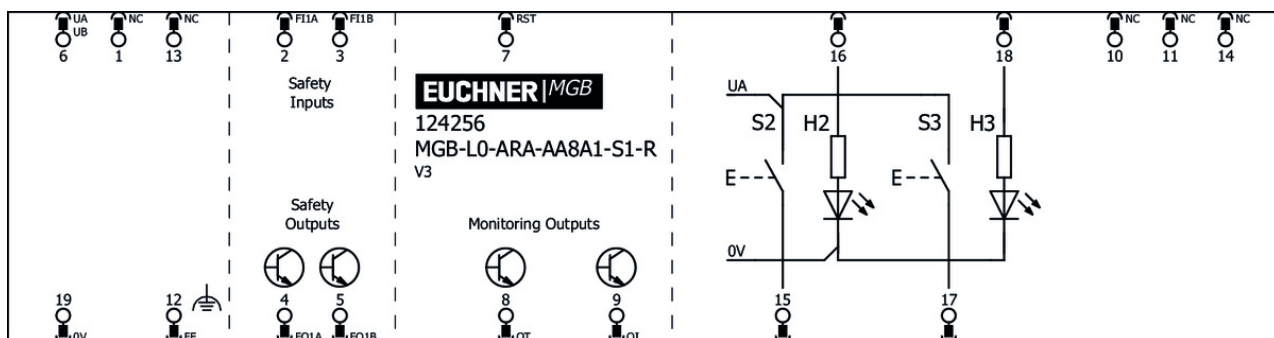 UA NC NC FI1A FI1B RST NC NC NC
UB
6 1 13 2 3 7 16 18 10 11 14
Safety
Inputs
EUCHNER MGB
124256
MGB-L0-ARA-AA8A1-S1-R
V3
UA
S2 H2 S3 H3
E E
Safety
Outputs
Monitoring Outputs
0V
19 12 4 5 8 9 15 17
0V FE FO1A FO1B OT OI